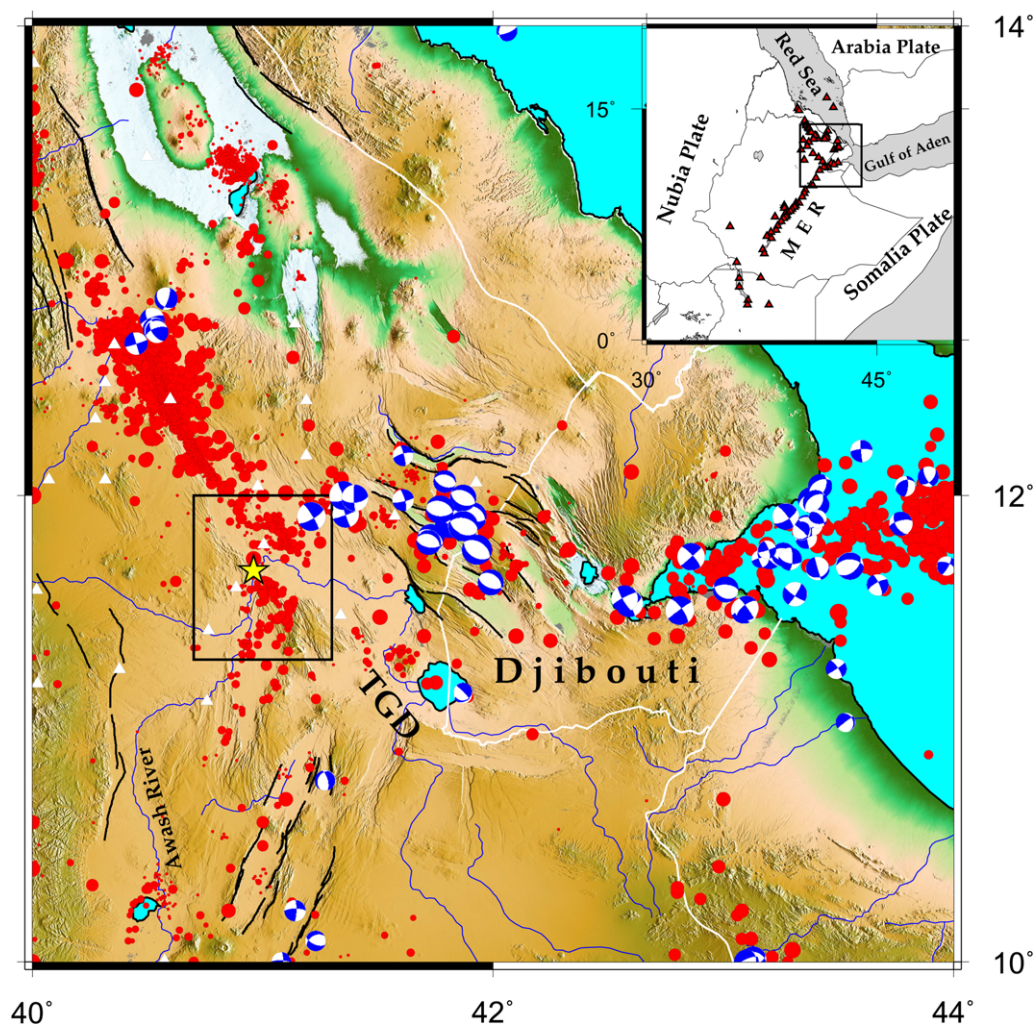 14°
Arabia Plate
Red Sea
15°
Nubia Plate
Gulf of Aden
M E R
Somalia Plate
0°
30°
45°
12°
Djibouti
TGD
Awash River
10°
40°
42°
44°